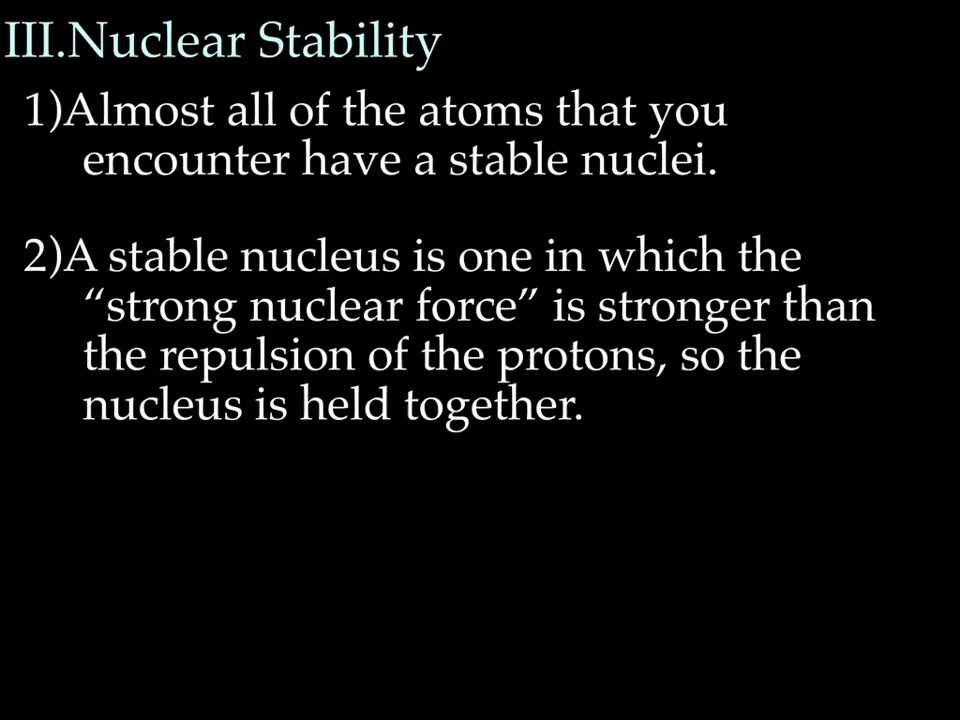 III.Nuclear Stability
1)Almost all of the atoms that you
encounter have a stable nuclei.
2)A stable nucleus is one in which the
“strong nuclear force” is stronger than
the repulsion of the protons, so the
nucleus is held together.